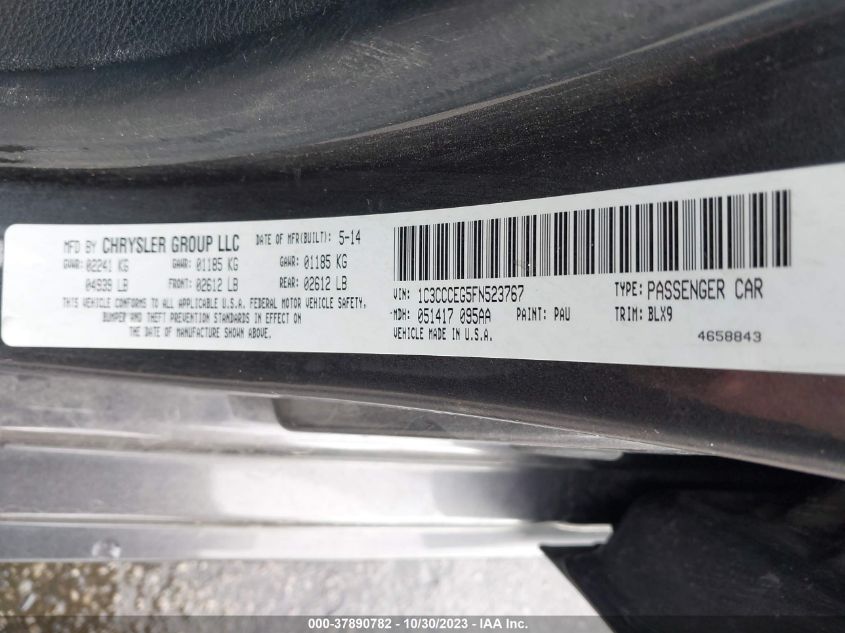 MFD BY CHRYSLER GROUP LLC DATE OF MFR(BUILT): 5-14
GVWR: 02241 KG GAWR: 01185 KG GAWR: 01185 KG
04939 LB FRONT: 02612 LB REAR: 02612 LB
THIS VEHICLE CONFORMS TO ALL APPLICABLE U.S.A. FEDERAL MOTOR VEHICLE SAFETY,
BUMPER AND THEFT PREVENTION STANDARDS IN EFFECT ON
THE DATE OF MANUFACTURE SHOWN ABOVE.
VIN: 1C3CCCEG5FN523767 TYPE: PASSENGER CAR
MDH: 051417 095AA PAINT: PAU TRIM: BLX9
VEHICLE MADE IN U.S.A. 4658843
000-37890782 - 10/30/2023 - IAA Inc.